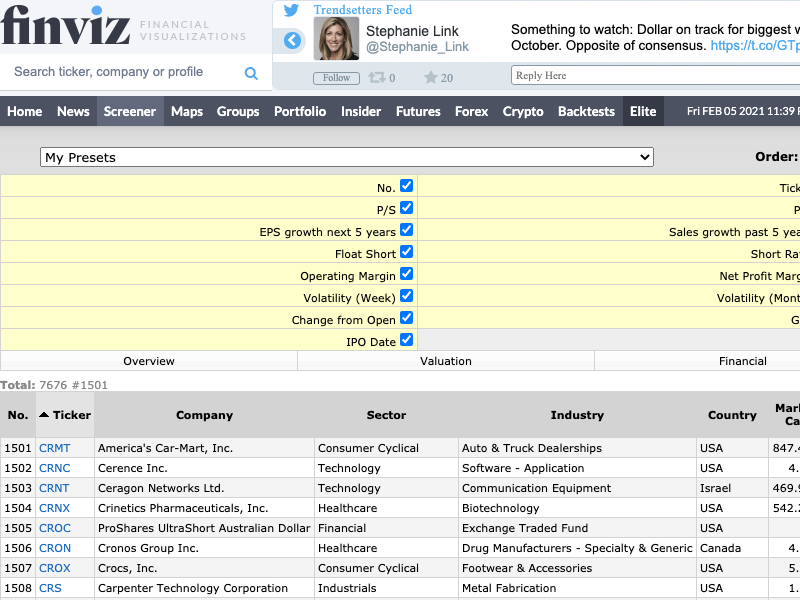 finviz FINANCIAL VISUALIZATIONS
Trendsetters Feed
Stephanie Link
@Stephanie_Link
Something to watch: Dollar on track for biggest w
October. Opposite of consensus. https://t.co/GTp
Search ticker, company or profile
Follow 0 20
Reply Here
Home News Screener Maps Groups Portfolio Insider Futures Forex Crypto Backtests Elite Fri FEB 05 2021 11:39 P
My Presets Order:
No. Tick
P/S P
EPS growth next 5 years Sales growth past 5 yea
Float Short Short Ra
Operating Margin Net Profit Marg
Volatility (Week) Volatility (Mont
Change from Open G
IPO Date
Overview Valuation Financial
Total: 7676 #1501
No. Ticker Company Sector Industry Country Mark
Ca
1501 CRMT America's Car-Mart, Inc. Consumer Cyclical Auto & Truck Dealerships USA 847.4
1502 CRNC Cerence Inc. Technology Software - Application USA 4.
1503 CRNT Ceragon Networks Ltd. Technology Communication Equipment Israel 469.9
1504 CRNX Crinetics Pharmaceuticals, Inc. Healthcare Biotechnology USA 542.2
1505 CROC ProShares UltraShort Australian Dollar Financial Exchange Traded Fund USA
1506 CRON Cronos Group Inc. Healthcare Drug Manufacturers - Specialty & Generic Canada 4.
1507 CROX Crocs, Inc. Consumer Cyclical Footwear & Accessories USA 5.
1508 CRS Carpenter Technology Corporation Industrials Metal Fabrication USA 1.